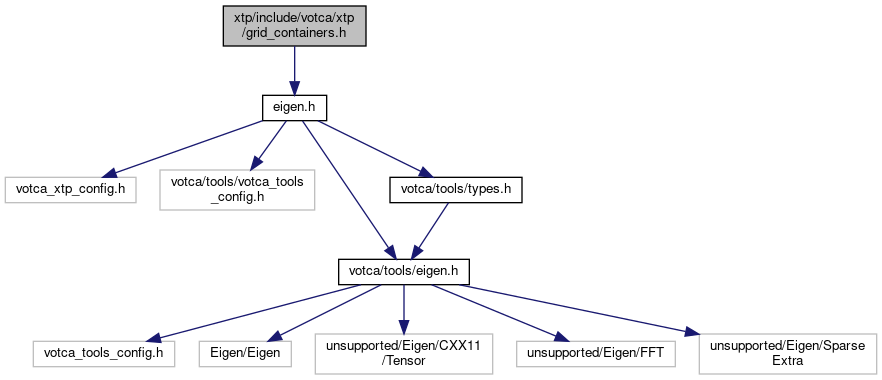 xtp/include/votca/xtp
/grid_containers.h
eigen.h
votca_xtp_config.h
votca/tools/votca_tools
_config.h
votca/tools/types.h
votca/tools/eigen.h
votca_tools_config.h
Eigen/Eigen
unsupported/Eigen/CXX11
/Tensor
unsupported/Eigen/FFT
unsupported/Eigen/Sparse
Extra